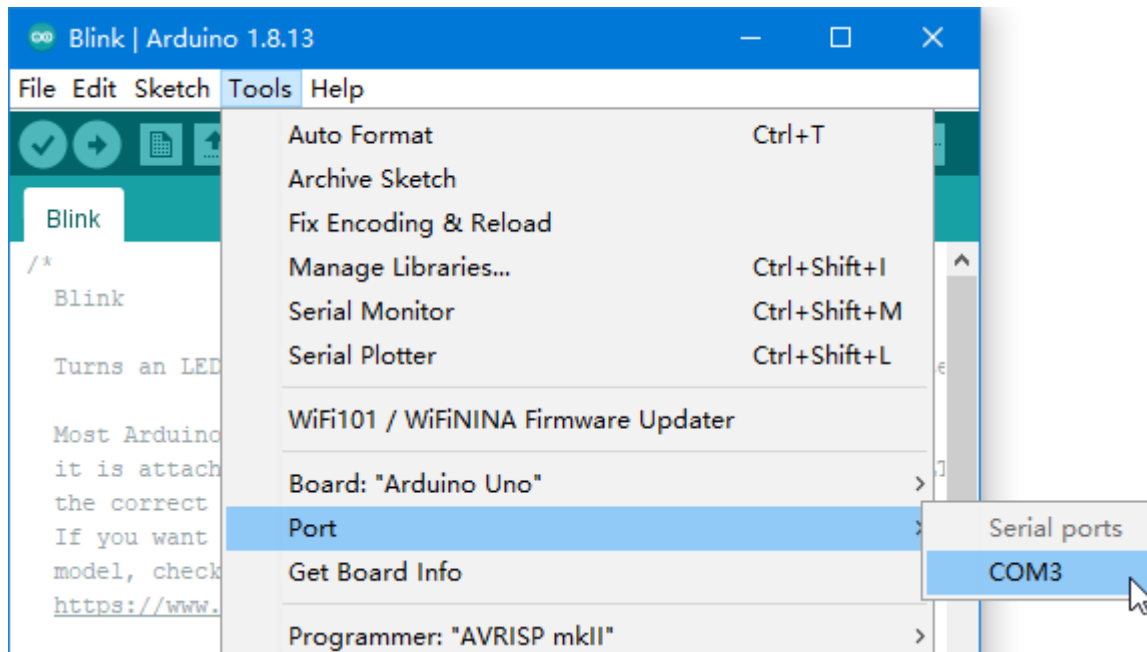 Blink | Arduino 1.8.13
File Edit Sketch Tools Help
Auto Format Ctrl+T
Archive Sketch
Fix Encoding & Reload
Manage Libraries... Ctrl+Shift+I
Serial Monitor Ctrl+Shift+M
Serial Plotter Ctrl+Shift+L
WiFi101 / WiFiNINA Firmware Updater
Board: "Arduino Uno"
Port
Get Board Info
Programmer: "AVRISP mkII"
Serial ports
COM3
Blink
/*
Blink
Turns an LED
Most Arduino
it is attach
the correct
If you want
model, check
https://www.